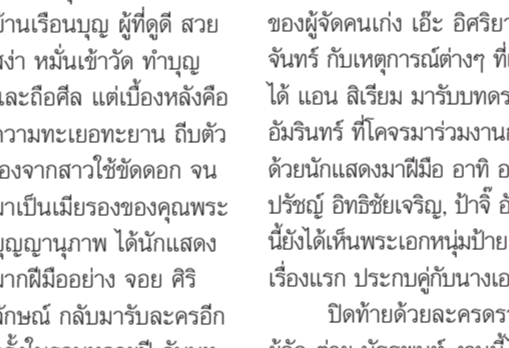 บ้านเรือนบุญ ผู้ที่ดูดี สวย
สง่า หมั่นเข้าวัด ทำบุญ
และถือศีล แต่เบื้องหลังคือ
ความทะเยอทะยาน ถีบตัว
เองจากสาวใช้ขัดดอก จน
มาเป็นเมียรองของคุณพระ
บุญญานุภาพ ได้นักแสดง
มากฝีมืออย่าง จอย ศิริ
ลักษณ์ กลับมารับละครอีก
ของผู้จัดคนเก่ง เอ๊ะ อิศริยา
จันทร์ กับเหตุการณ์ต่างๆ ที่
ได้ แอน สิเรียม มารับบทดร
อัมรินทร์ ที่โคจรมาร่วมงาน
ด้วยนักแสดงมาฝีมือ อาทิ อ
ปรัชญ์ อิทธิชัยเจริญ, ป้าจิ๊ อั
นี้ยังได้เห็นพระเอกหนุ่มป้าย
เรื่องแรก ประกบคู่กับนางเอ
ปิดท้ายด้วยละครดรา